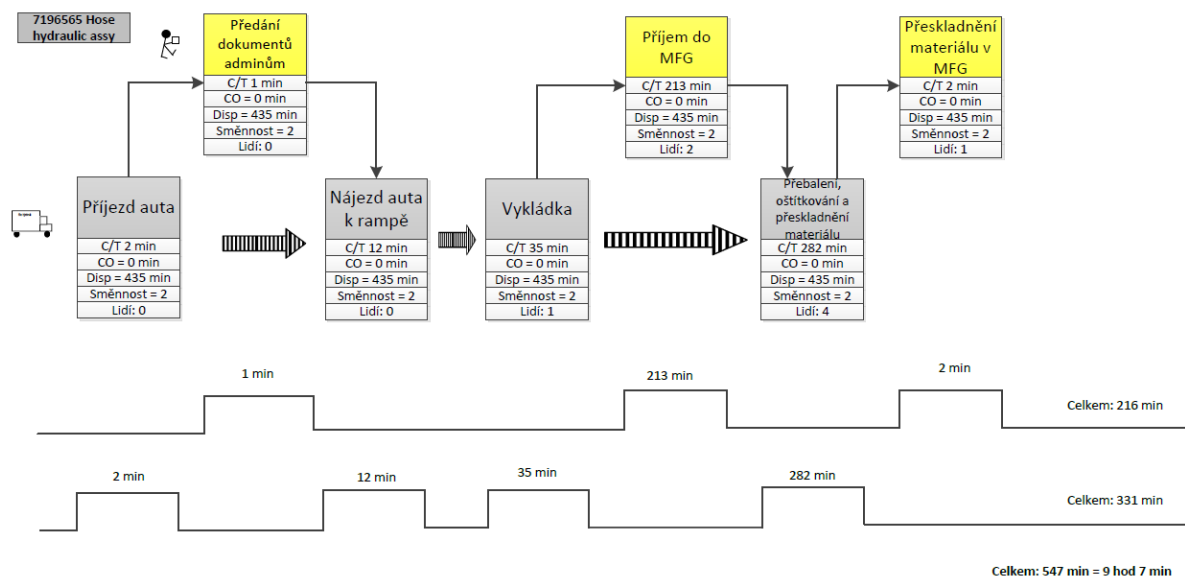 7196565 Hose
hydraulic assy
Předání
dokumentů
adminům
C/T 1 min
CO = 0 min
Disp = 435 min
Směnnost = 2
Lidí: 0
Příjem do
MFG
C/T 213 min
CO = 0 min
Disp = 435 min
Směnnost = 2
Lidí: 2
Přeskladnění
materiálu v
MFG
C/T 2 min
CO = 0 min
Disp = 435 min
Směnnost = 2
Lidí: 1
Příjezd auta
C/T 2 min
CO = 0 min
Disp = 435 min
Směnnost = 2
Lidí: 0
Nájezd auta
k rampě
C/T 12 min
CO = 0 min
Disp = 435 min
Směnnost = 2
Lidí: 0
Vykládka
C/T 35 min
CO = 0 min
Disp = 435 min
Směnnost = 2
Lidí: 1
Přebalení,
oštítkování a
přeskladnění
materiálu
C/T 282 min
CO = 0 min
Disp = 435 min
Směnnost = 2
Lidí: 4
1 min
213 min
2 min
Celkem: 216 min
2 min
12 min
35 min
282 min
Celkem: 331 min
Celkem: 547 min = 9 hod 7 min